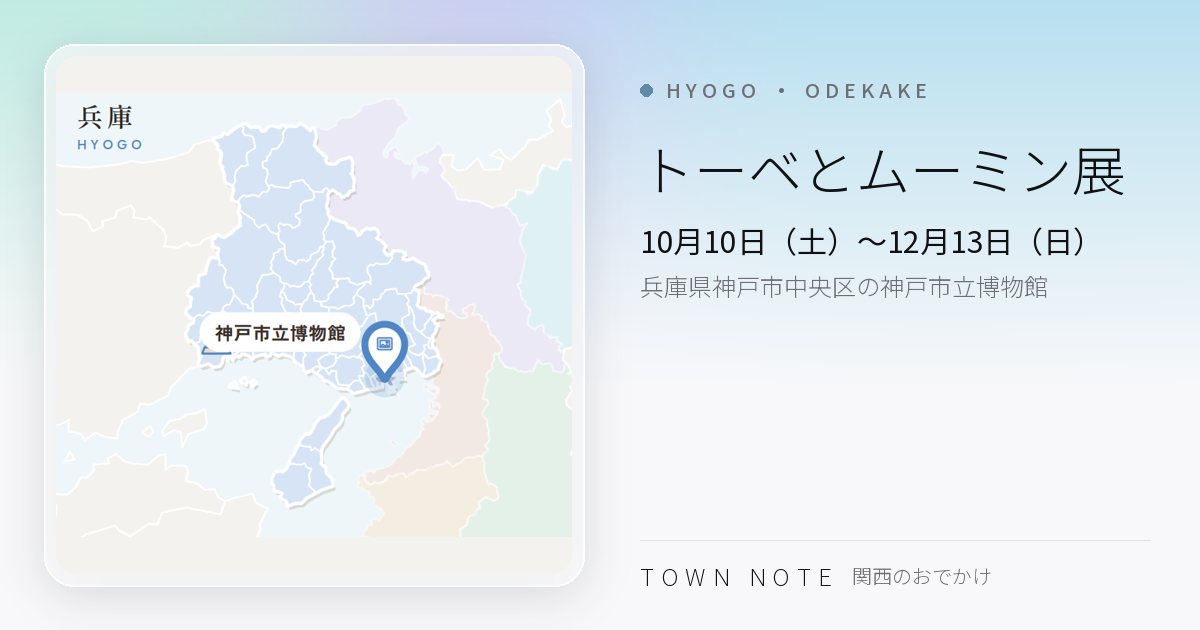 兵庫
HYOGO
神戸市立博物館
HYOGO・ODEKAKE
トーベとムーミン展
10月10日（土）〜12月13日（日）
兵庫県神戸市中央区の神戸市立博物館
TOWN NOTE 関西のおでかけ